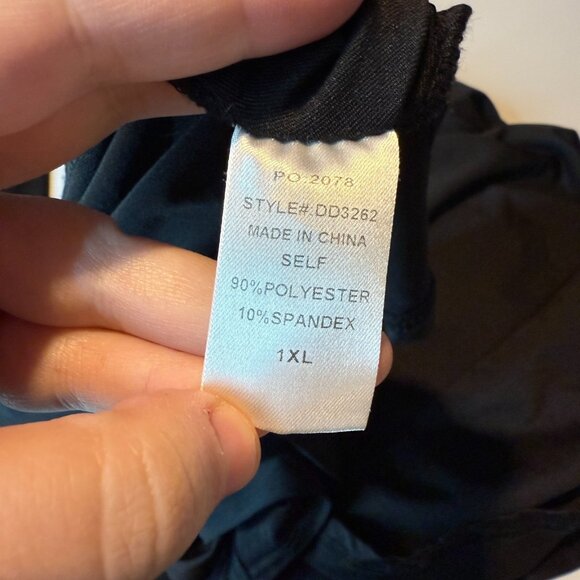 PO:2078
STYLE#:DD3262
MADE IN CHINA
SELF
90%POLYESTER
10%SPANDEX
1XL